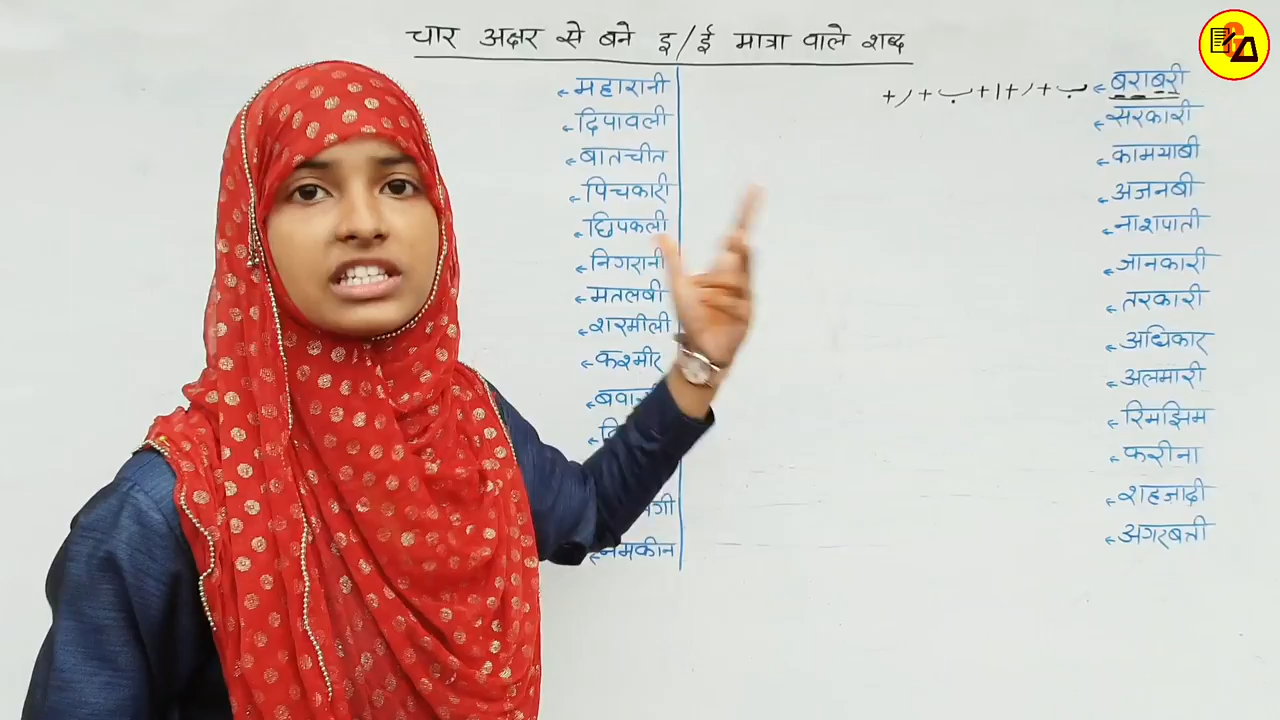 चार अक्षर से बने इ/ई मात्रा वाले शब्द
बराबरी ← ب + ر + ا + ب + ر +
सरकारी ←
कामयाबी ←
अजनबी ←
नाशपाती ←
जानकारी ←
तरकारी ←
अधिकार ←
अलमारी ←
रिमझिम ←
करीना ←
शहजादी ←
अगरबत्ती ←
महारानी ←
दिपावली ←
बातचीत ←
पिचकारी ←
छिपकली ←
निगरानी ←
मतलबी ←
शरमीली ←
कश्मीर ←
नमकीन ←